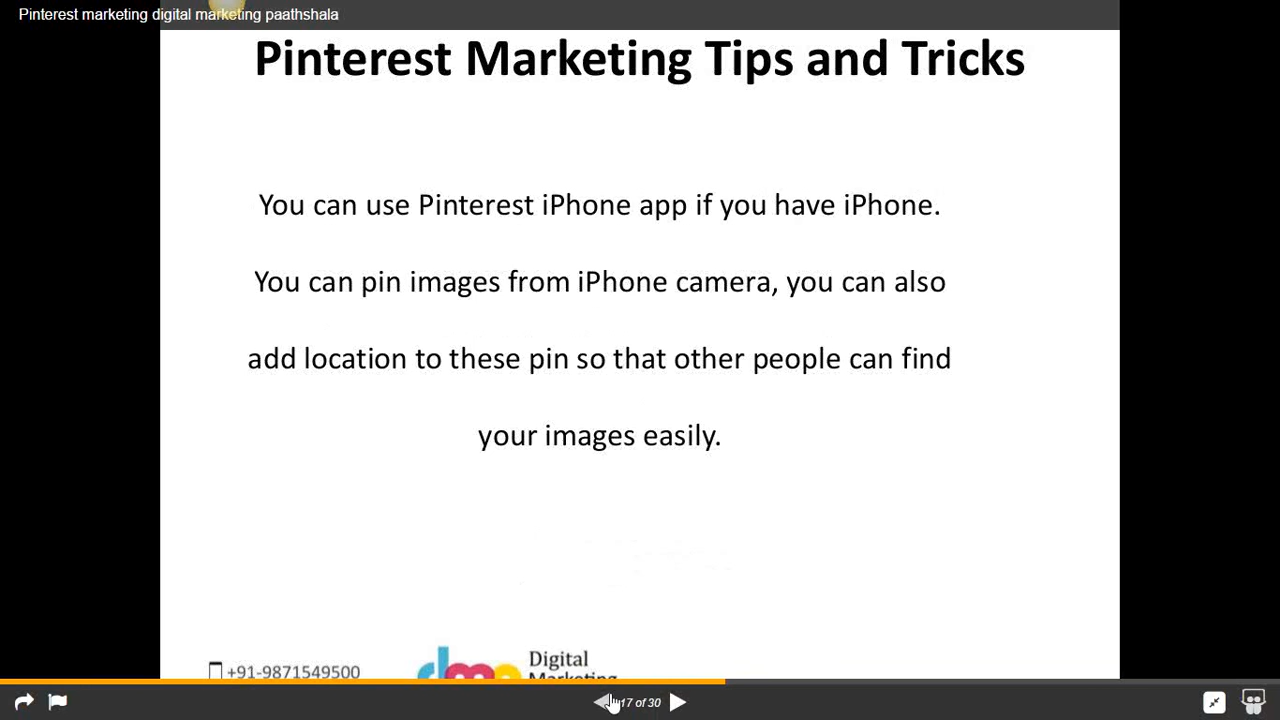 Pinterest marketing digital marketing paathshala
Pinterest Marketing Tips and Tricks
You can use Pinterest iPhone app if you have iPhone.
You can pin images from iPhone camera, you can also
add location to these pin so that other people can find
your images easily.
+91-9871549500
Digital
Marketing
17 of 30